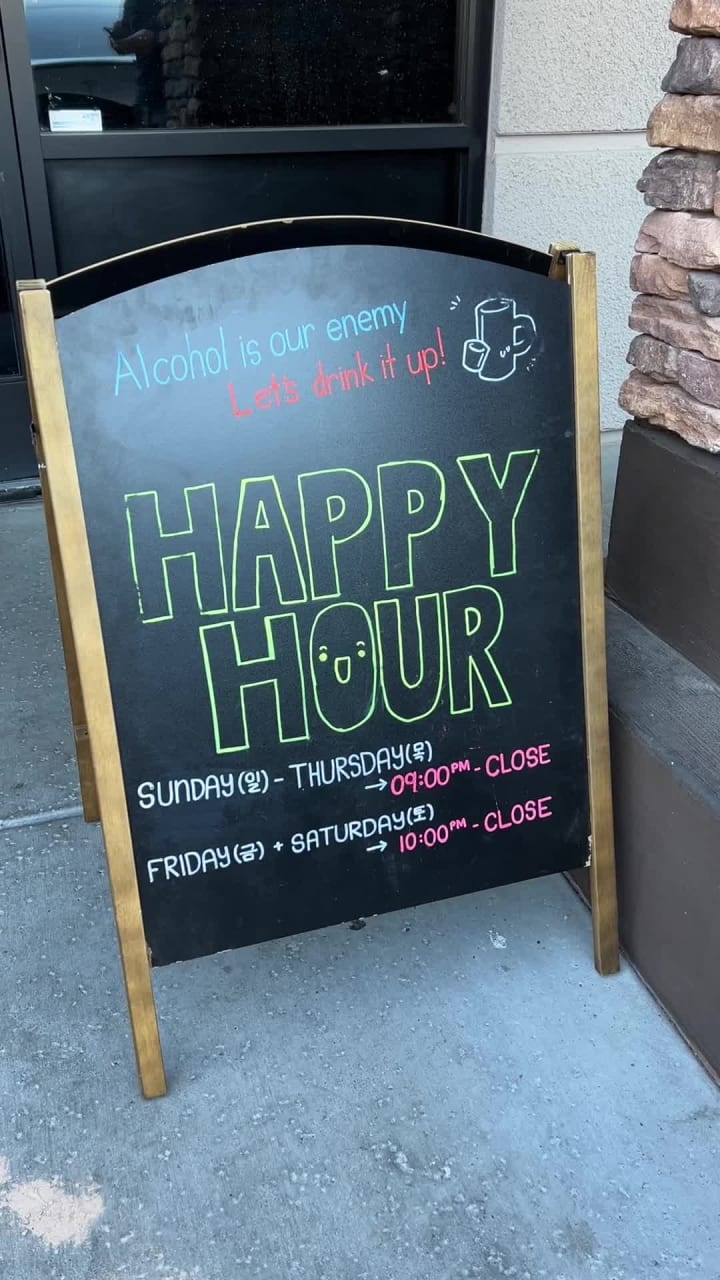 Alcohol is our enemy
Let's drink it up!
HAPPY
HOUR
SUNDAY(일) - THURSDAY(목)
→ 09:00PM - CLOSE
FRIDAY(금) + SATURDAY(토)
→ 10:00PM - CLOSE